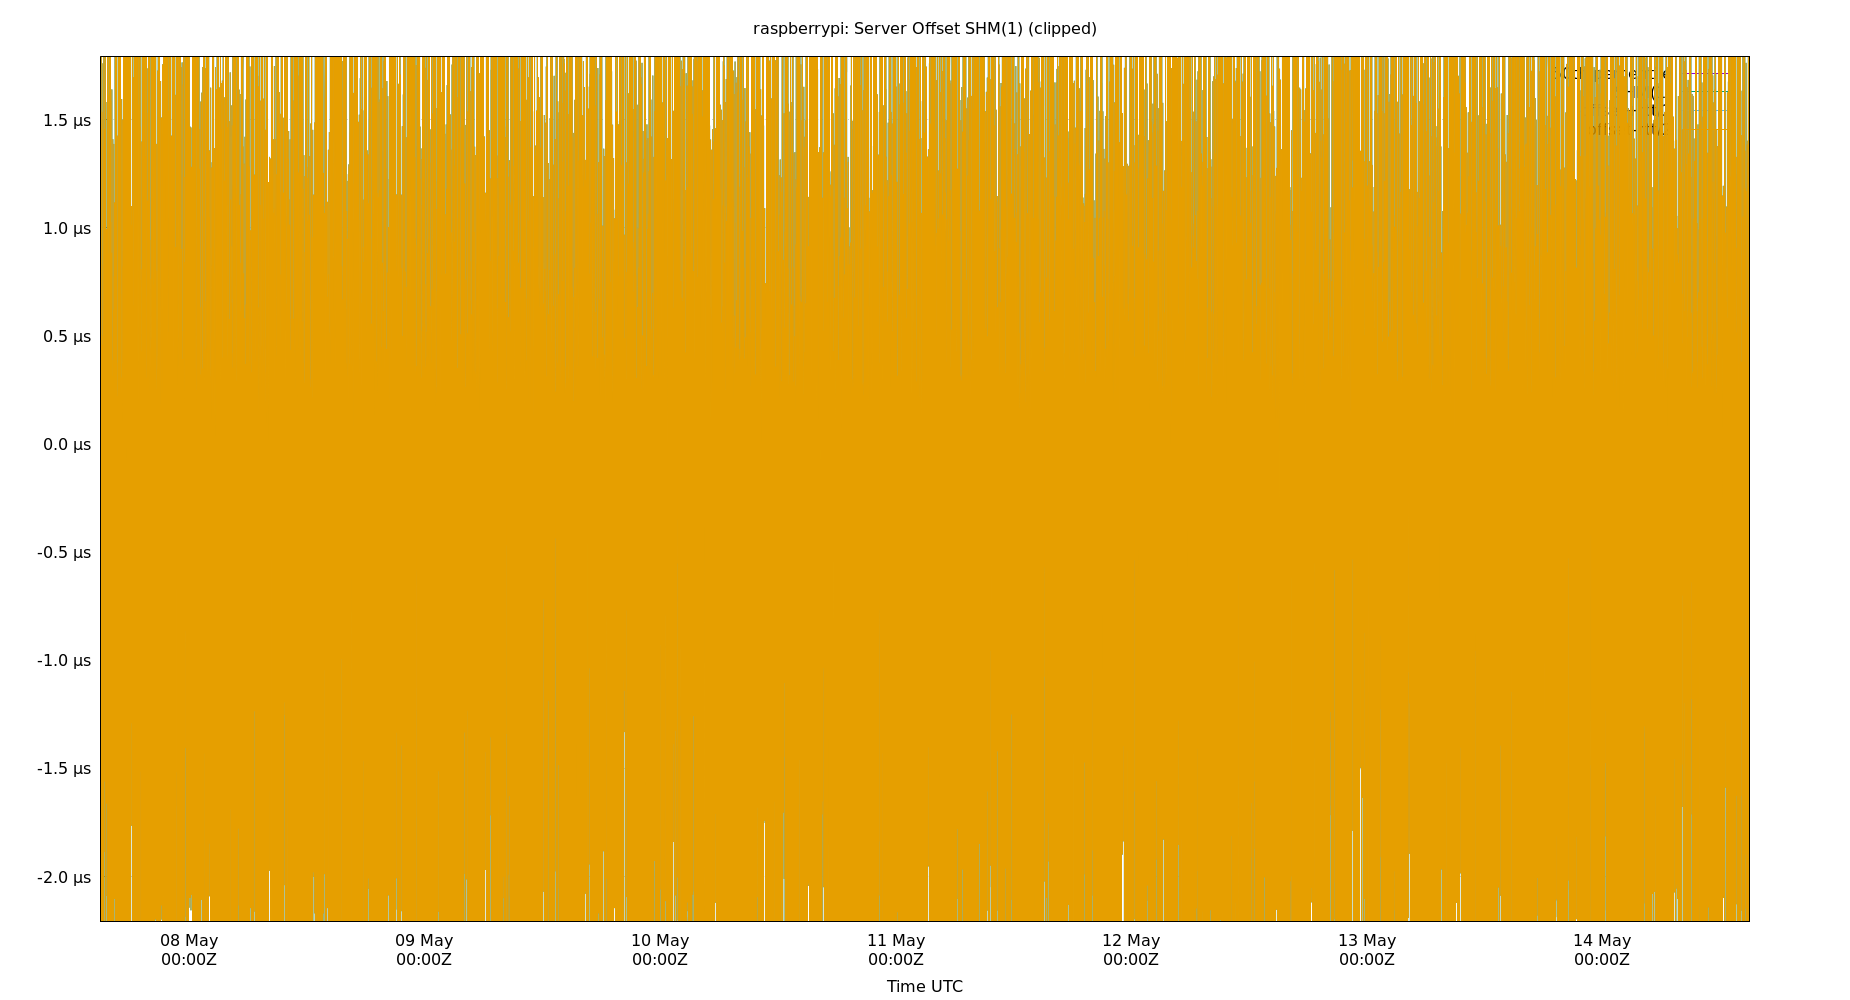 raspberrypi: Server Offset SHM(1) (clipped)
1.5 µs
1.0 µs
0.5 µs
0.0 µs
-0.5 µs
-1.0 µs
-1.5 µs
-2.0 µs
08 May 09 May 10 May 11 May 12 May 13 May 14 May
00:00Z 00:00Z 00:00Z 00:00Z 00:00Z 00:00Z 00:00Z
Time UTC